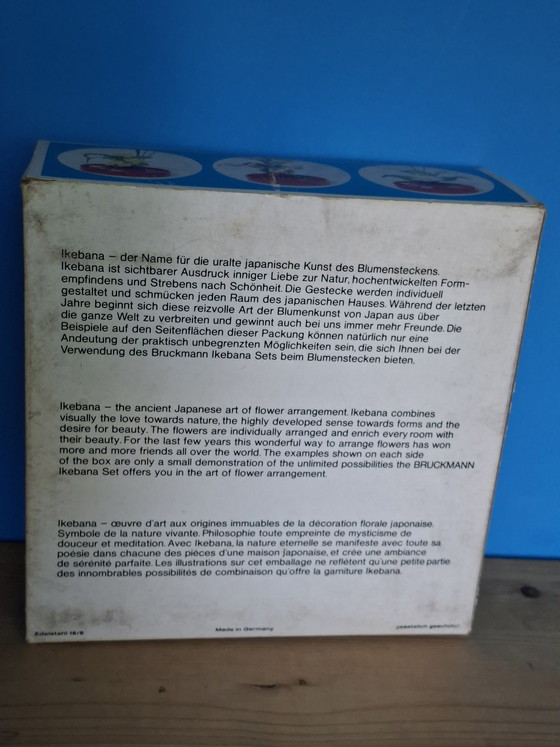 Ikebana – der Name für die uralte japanische Kunst des Blumensteckens.
Ikebana ist sichtbarer Ausdruck inniger Liebe zur Natur, hochentwickelten Form-
empfindens und Strebens nach Schönheit. Die Gestecke werden individuell
gestaltet und schmücken jeden Raum des japanischen Hauses. Während der letzten
Jahre beginnt sich diese reizvolle Art der Blumenkunst von Japan aus über
die ganze Welt zu verbreiten und gewinnt auch bei uns immer mehr Freunde. Die
Beispiele auf den Seitenflächen dieser Packung können natürlich nur eine
Andeutung der praktisch unbegrenzten Möglichkeiten sein, die sich Ihnen bei der
Verwendung des Bruckmann Ikebana Sets beim Blumenstecken bieten.
Ikebana – the ancient Japanese art of flower arrangement. Ikebana combines
visually the love towards nature, the highly developed sense towards forms and the
desire for beauty. The flowers are individually arranged and enrich every room with
their beauty. For the last few years this wonderful way to arrange flowers has won
more and more friends all over the world. The examples shown on each side
of the box are only a small demonstration of the unlimited possibilities the BRUCKMANN
Ikebana Set offers you in the art of flower arrangement.
Ikebana – œuvre d'art aux origines immuables de la décoration florale japonaise.
Symbole de la nature vivante. Philosophie toute empreinte de mysticisme de
douceur et meditation. Avec Ikebana, la nature eternelle se manifeste avec toute sa
poésie dans chacune des piéces d'une maison japonaise, et crée une ambiance
de sérénité parfaite. Les illustrations sur cet emballage ne reflétent qu'une petite partie
des innombrables possibilités de combinaison qu'offre la garniture Ikebana.
Edelstahl 18/8
Made in Germany
gesetzlich geschützt